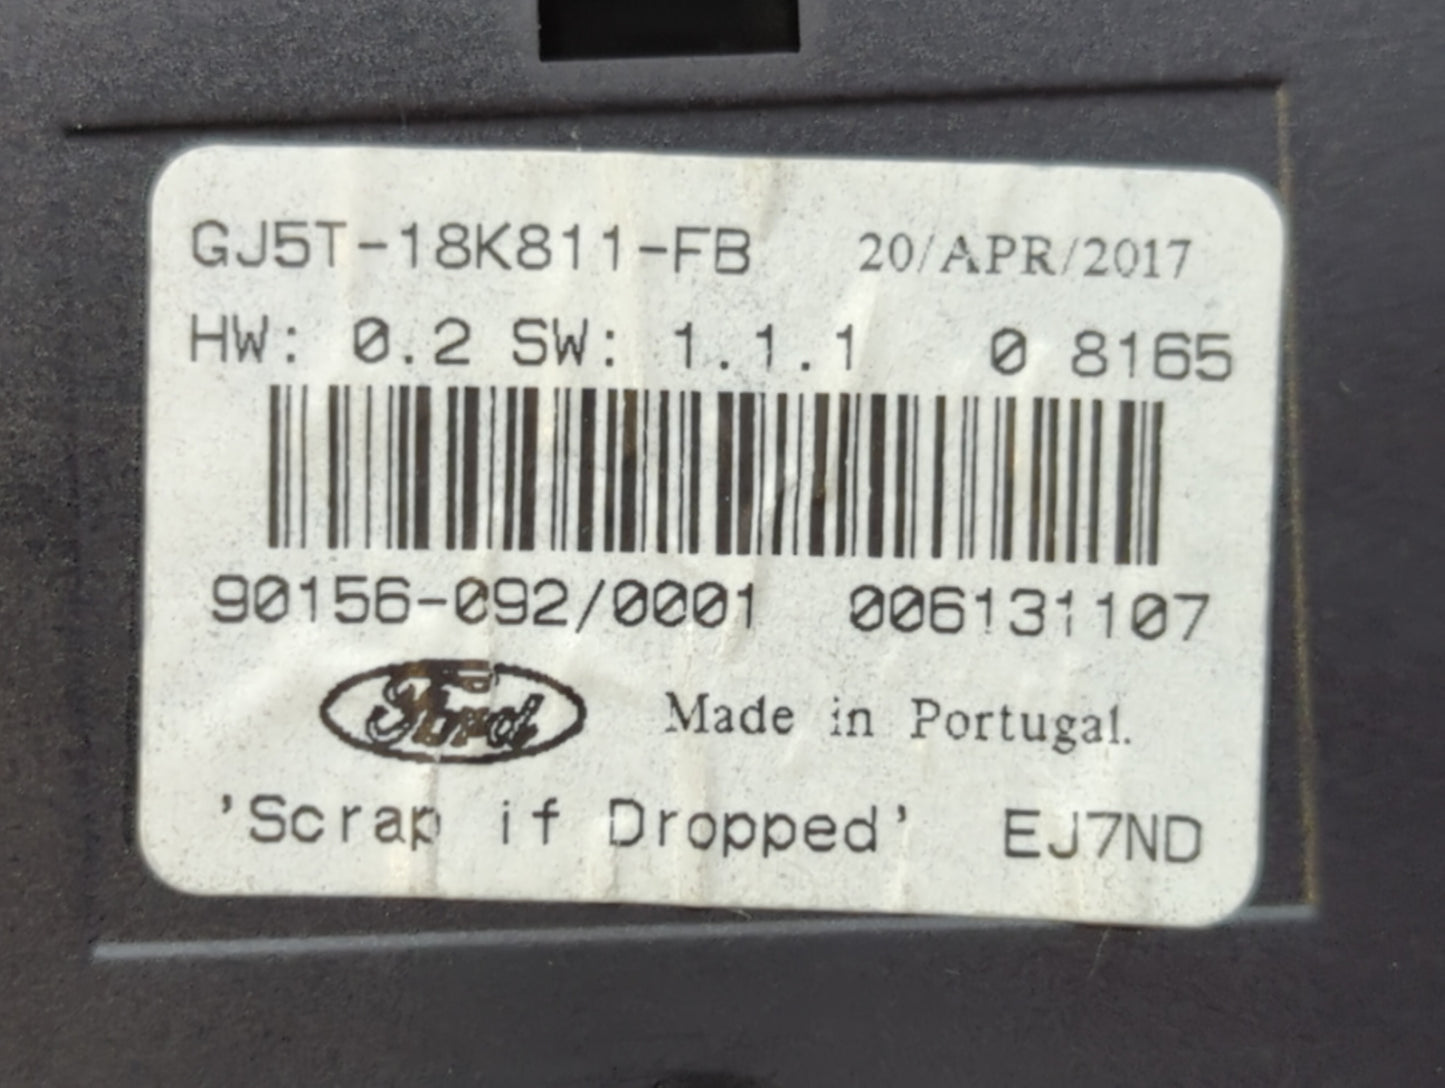 GJ5T-18K811-FB 20/APR/2017
HW: 0.2 SW: 1.1.1 0 8165
90156-092/0001 006131107
Ford Made in Portugal.
'Scrap if Dropped' EJ7ND